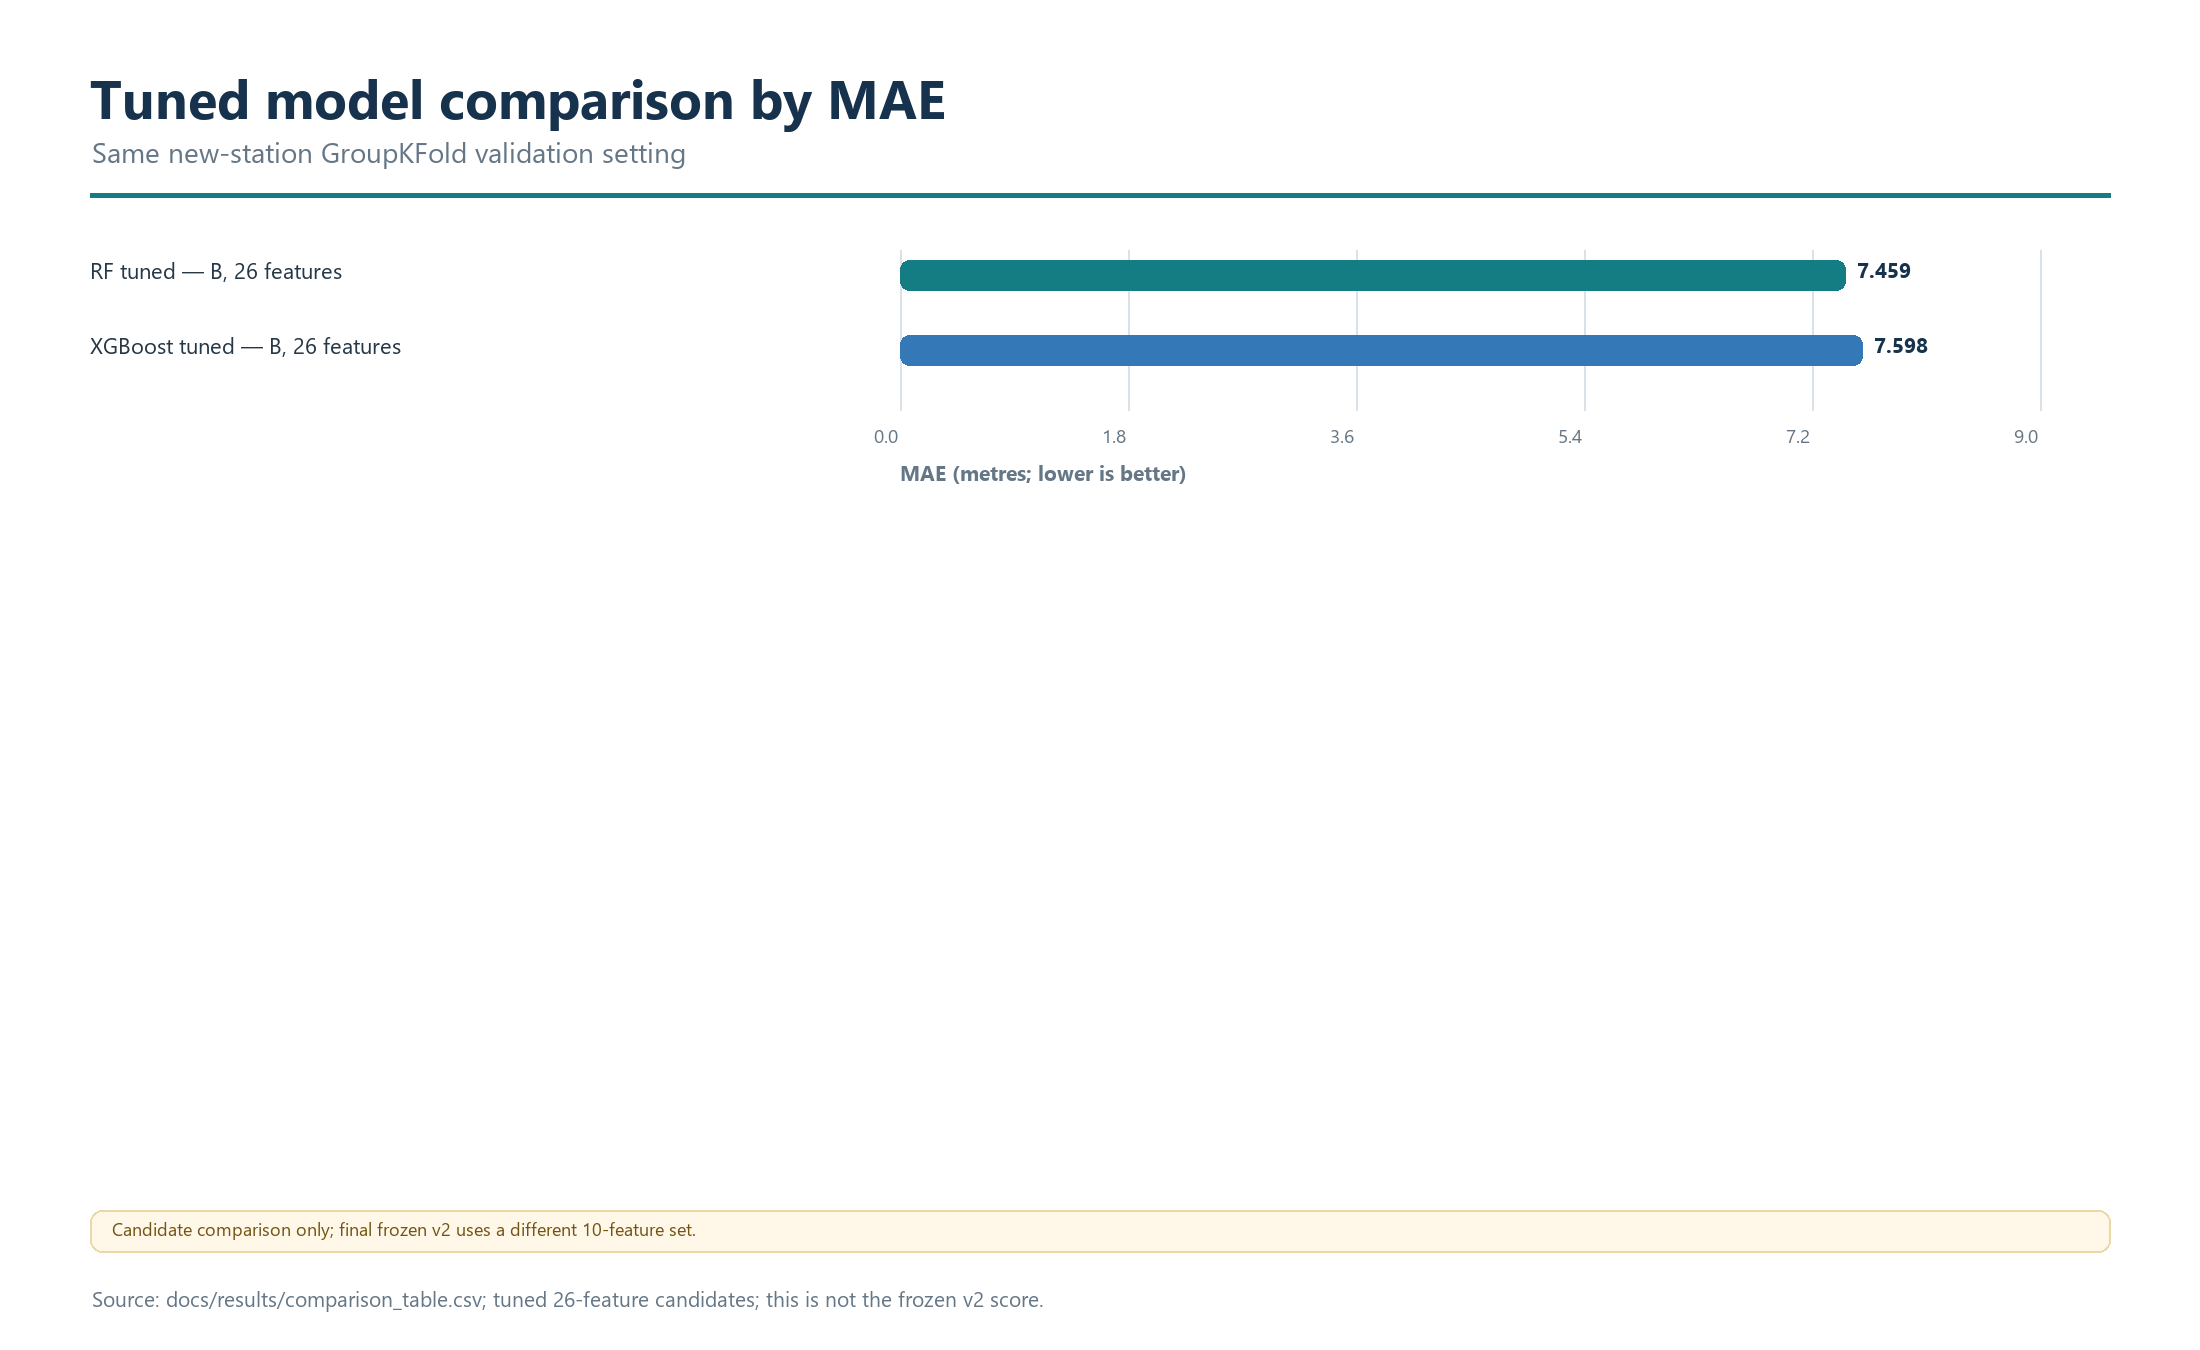 Tuned model comparison by MAE
Same new-station GroupKFold validation setting
RF tuned — B, 26 features
7.459
XGBoost tuned — B, 26 features
7.598
0.0 1.8 3.6 5.4 7.2 9.0
MAE (metres; lower is better)
Candidate comparison only; final frozen v2 uses a different 10-feature set.
Source: docs/results/comparison_table.csv; tuned 26-feature candidates; this is not the frozen v2 score.